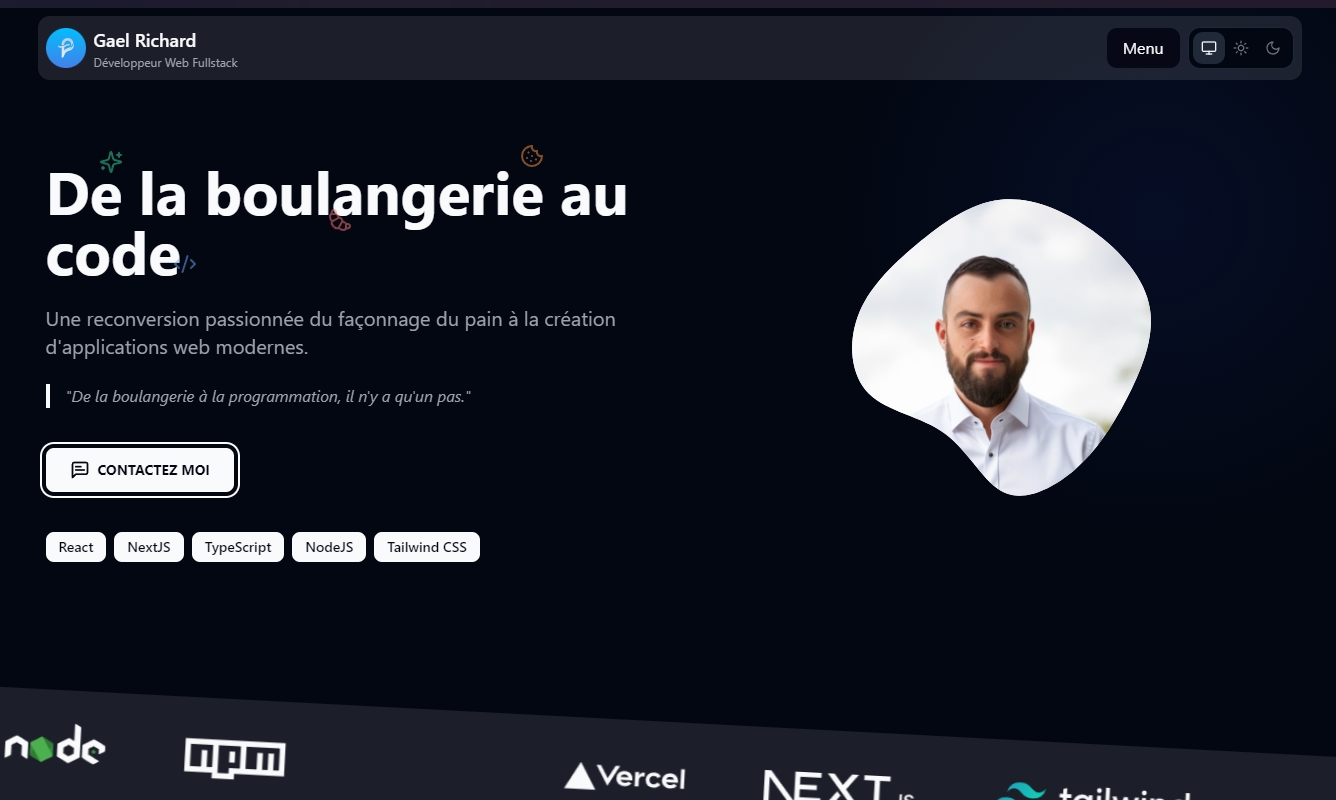 Gael Richard
Développeur Web Fullstack
Menu
De la boulangerie au
code
Une reconversion passionnée du façonnage du pain à la création
d'applications web modernes.
"De la boulangerie à la programmation, il n'y a qu'un pas."
CONTACTEZ MOI
React
NextJS
TypeScript
NodeJS
Tailwind CSS
node
npm
Vercel
NEXT.JS
tailwind